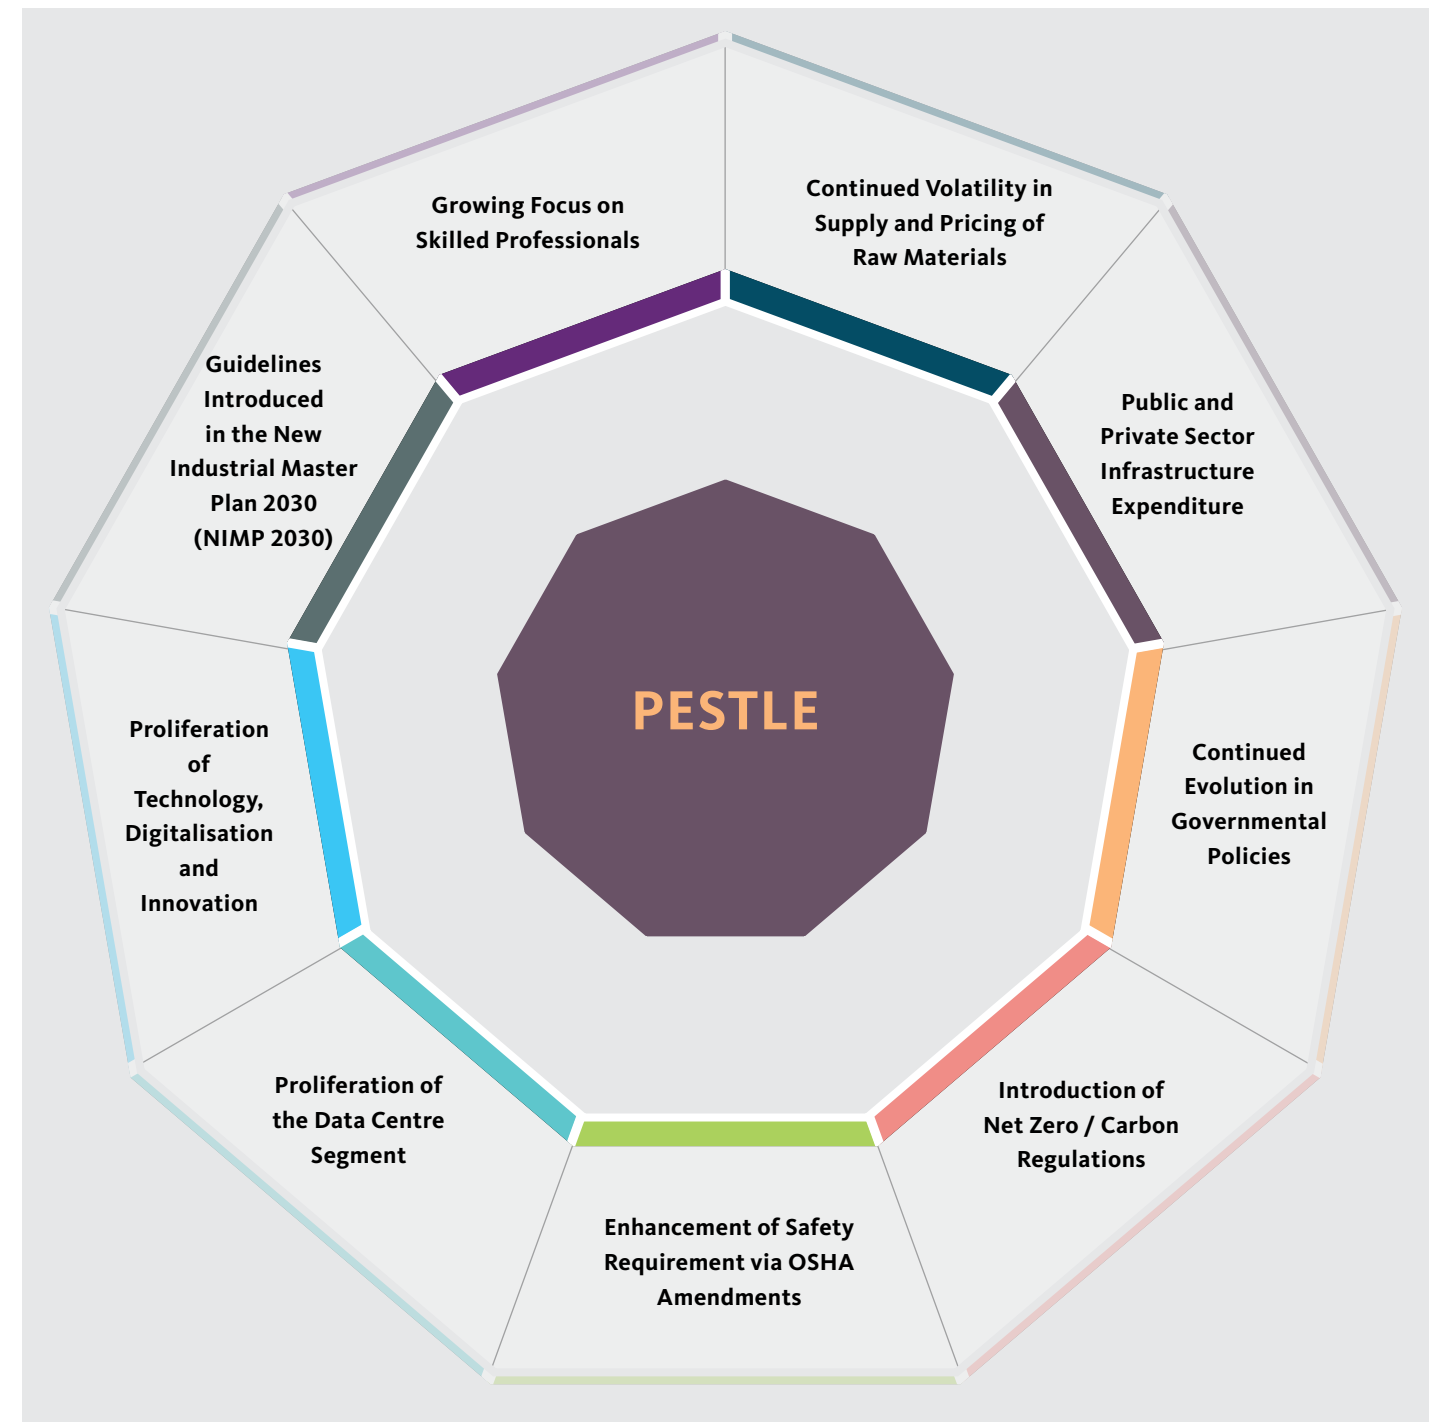 Continued Volatility in
Supply and Pricing of
Raw Materials
Public and
Private Sector
Infrastructure
Expenditure
Continued
Evolution in
Governmental
Policies
Introduction of
Net Zero / Carbon
Regulations
Enhancement of Safety
Requirement via OSHA
Amendments
Proliferation of
the Data Centre
Segment
Proliferation
of
Technology,
Digitalisation
and
Innovation
Guidelines
Introduced
in the New
Industrial Master
Plan 2030
(NIMP 2030)
Growing Focus on
Skilled Professionals
PESTLE